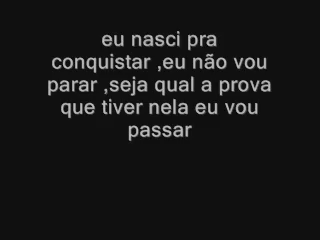 eu nasci pra
conquistar ,eu não vou
parar ,seja qual a prova
que tiver nela eu vou
passar